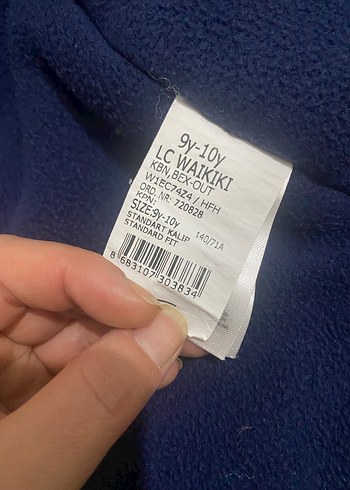 9y-10y
LC WAIKIKI
KBN, BEX-OUT
W1EC74Z4 / HFH
ORD. NR: 720828
KPN:
SIZE:9y-10y
STANDART KALIP 140/71A
STANDARD FIT
8 683107 303834